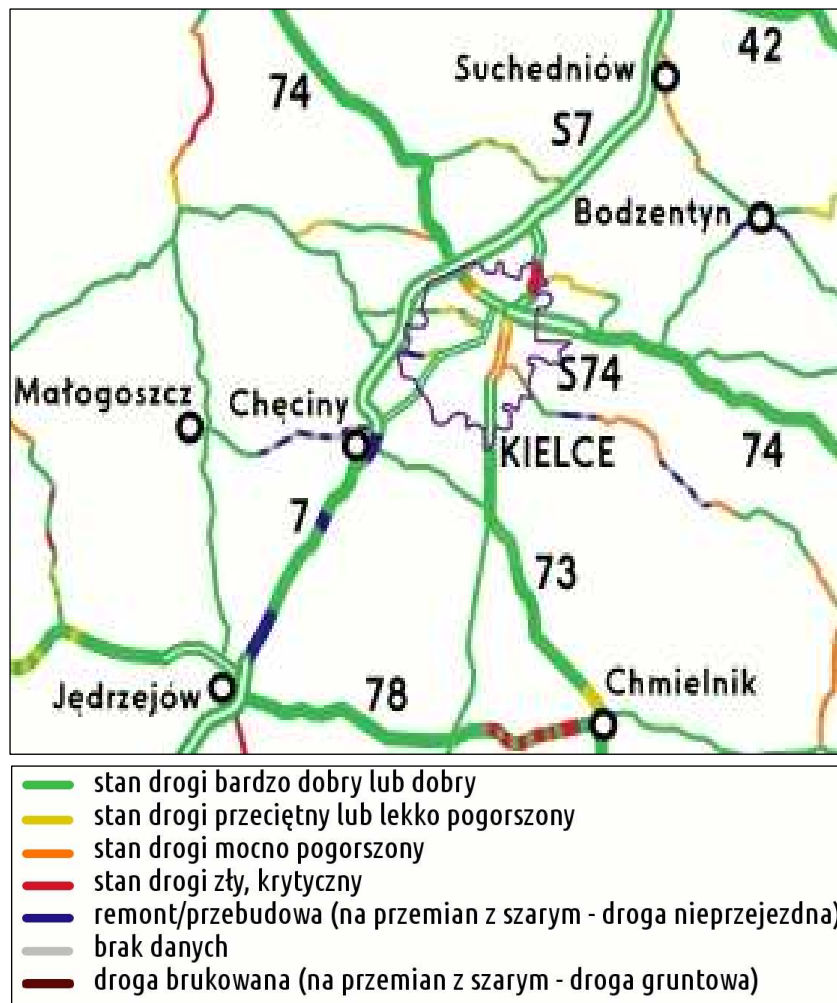 42
Suchedniów
74
S7
Bodzentyn
Małogoszcz
Chęciny
S74
KIELCE
74
7
73
Jędrzejów
78
Chmielnik
stan drogi bardzo dobry lub dobry
stan drogi przeciętny lub lekko pogorszony
stan drogi mocno pogorszony
stan drogi zły, krytyczny
remont/przebudowa (na przemian z szarym - droga nieprzejezdna)
brak danych
droga brukowana (na przemian z szarym - droga gruntowa)